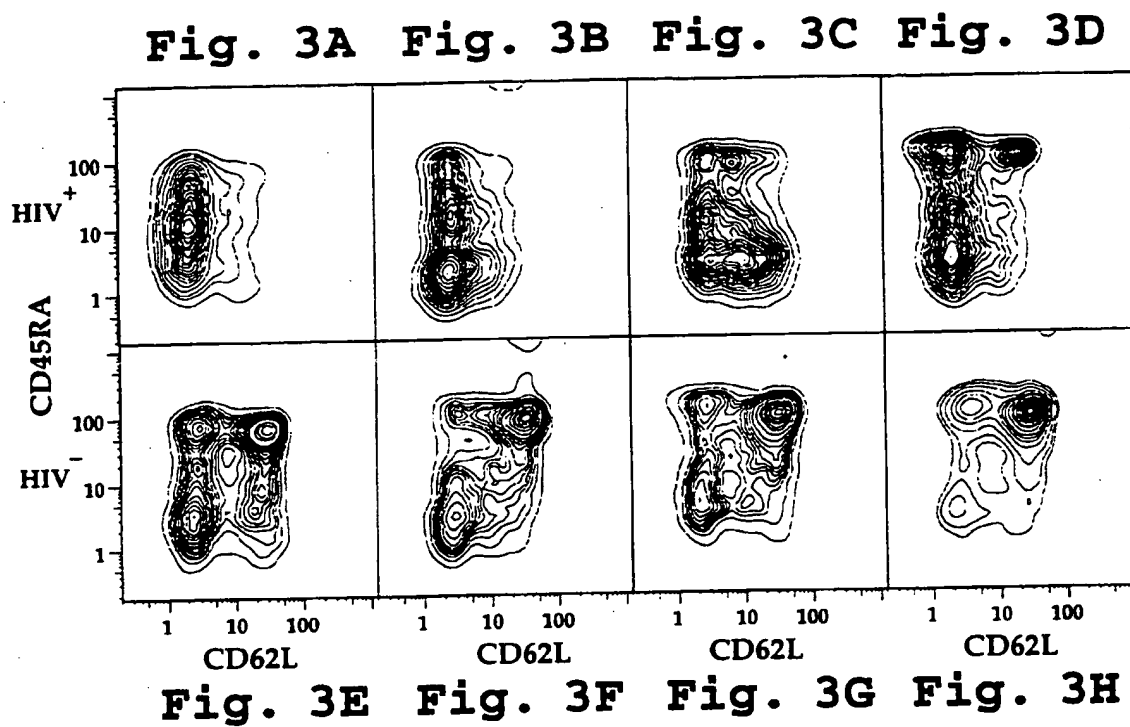 Fig. 3A Fig. 3B Fig. 3C Fig. 3D
100
HIV+
10
1
CD45RA
100
HIV−
10
1
1 10 100 1 10 100 1 10 100 1 10 100
CD62L CD62L CD62L CD62L
Fig. 3E Fig. 3F Fig. 3G Fig. 3H